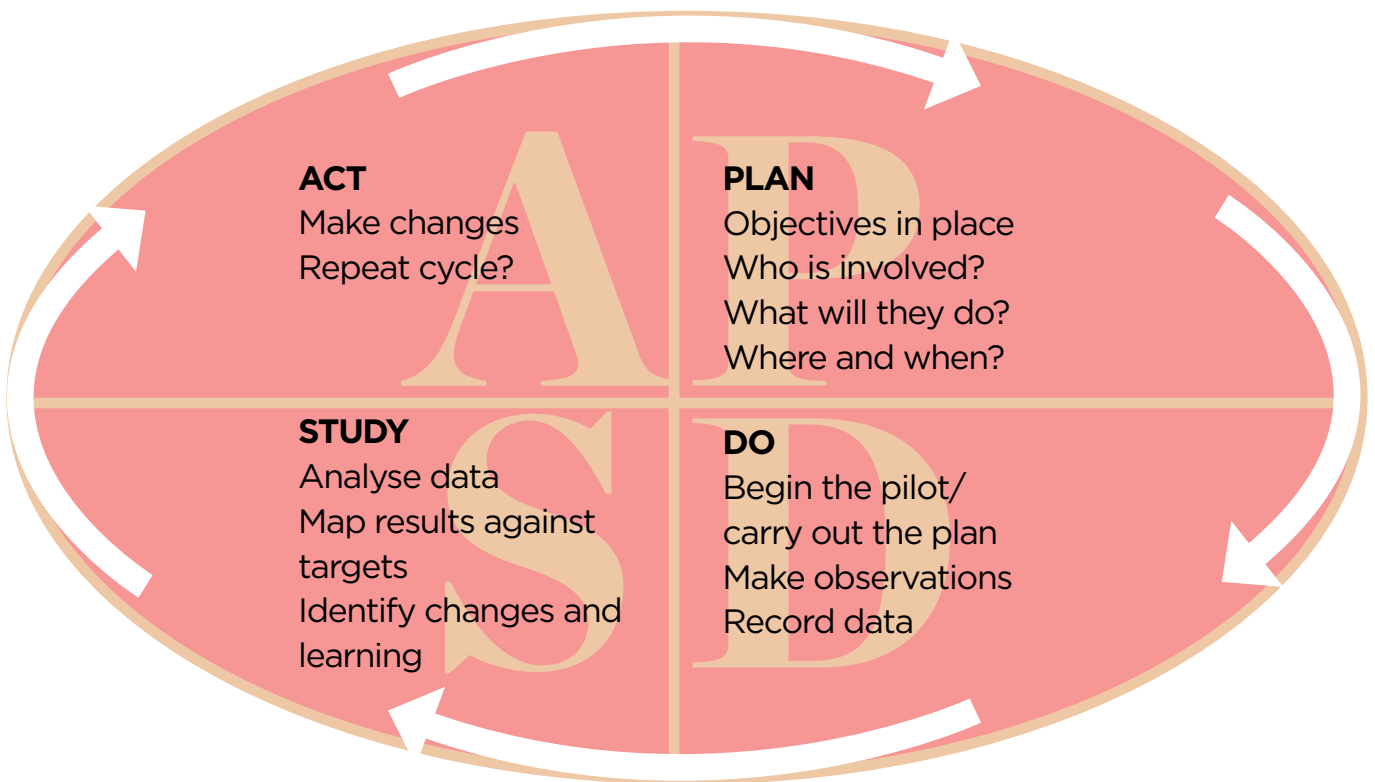 A
ACT
Make changes
Repeat cycle?
P
PLAN
Objectives in place
Who is involved?
What will they do?
Where and when?
S
STUDY
Analyse data
Map results against
targets
Identify changes and
learning
D
DO
Begin the pilot/
carry out the plan
Make observations
Record data